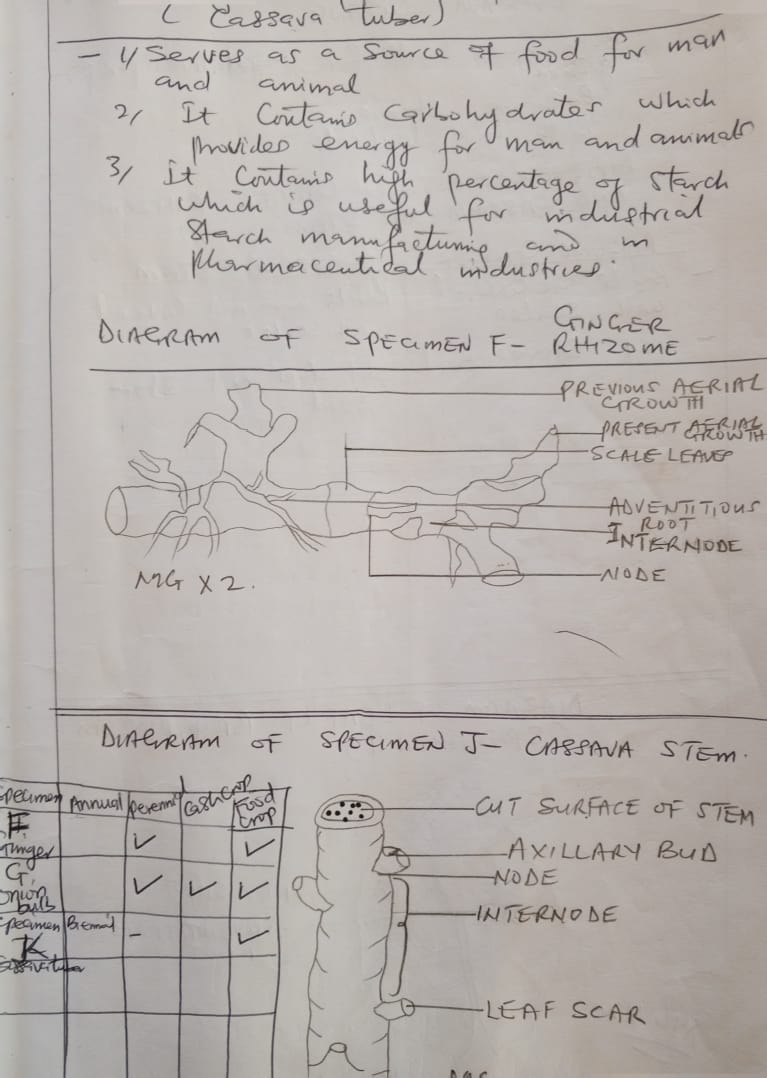 ( Cassava tuber)
- 1/ Serves as a source of food for man
and animal
2, It Contains Carbohydrates which
provides energy for man and animals
3/ It Contains high percentage of starch
which is useful for industrial
Starch manufacturing and in
pharmaceutical industries.
DIAGRAM OF SPECIMEN F- GINGER
RHIZOME
PREVIOUS AERIAL
GROWTH
PRESENT AERIAL
GROWTH
SCALE LEAVES
ADVENTITIOUS
ROOT
INTERNODE
NODE
MG X 2.
DIAGRAM OF SPECIMEN J- CASSAVA STEM.
Specimen Annual perennial Cash Crop Food
Crop
F
Ginger ✓ ✓
G
Onion
bulb ✓ ✓ ✓
Specimen Biennial - ✓
K
CUT SURFACE OF STEM
AXILLARY BUD
NODE
INTERNODE
LEAF SCAR